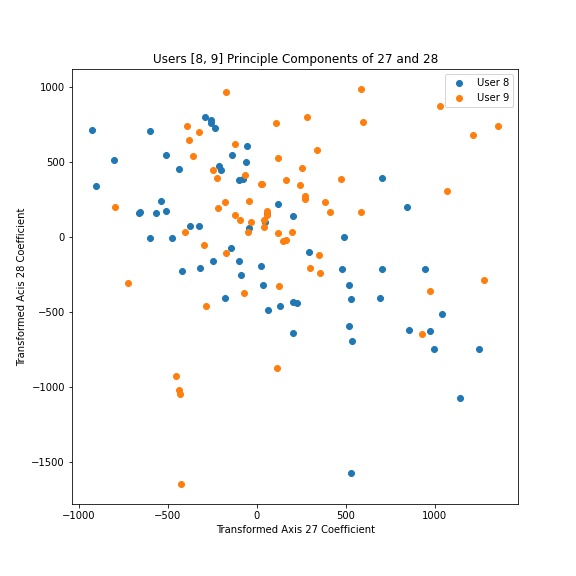 Users [8, 9] Principle Components of 27 and 28
User 8
User 9
1000
500
0
−500
−1000
−1500
Transformed Acis 28 Coefficient
−1000
−500
0
500
1000
Transformed Axis 27 Coefficient